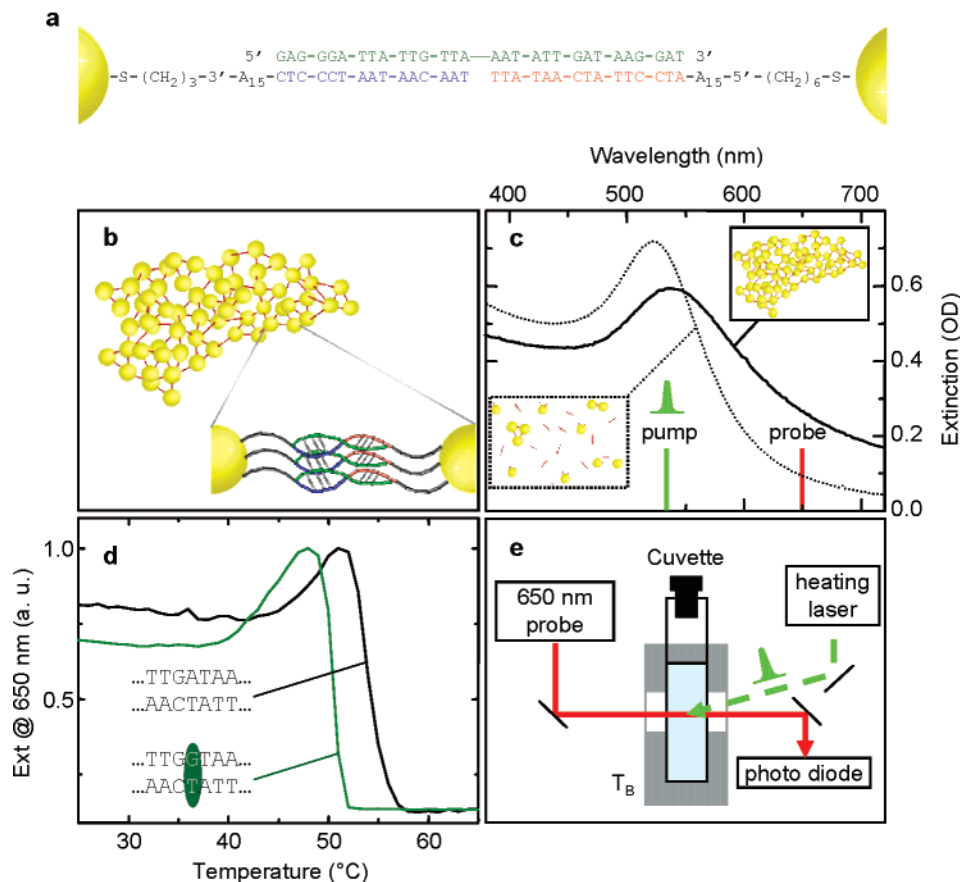 a
5' GAG-GGA-TTA-TTG-TTA—AAT-ATT-GAT-AAG-GAT 3'
-S-(CH2)3-3'-A15-CTC-CCT-AAT-AAC-AAT TTA-TAA-CTA-TTC-CTA-A15-5'-(CH2)6-S-
Wavelength (nm)
400 500 600 700
b
c
0.6
0.4
0.2
0.0
Extinction (OD)
pump
probe
d
1.0
0.5
Ext @ 650 nm (a. u.)
...TTGATAA...
...AACTATT...
...TTGGTAA...
...AACTATT...
30 40 50 60
Temperature (°C)
e
Cuvette
650 nm
probe
heating
laser
TB
photo diode